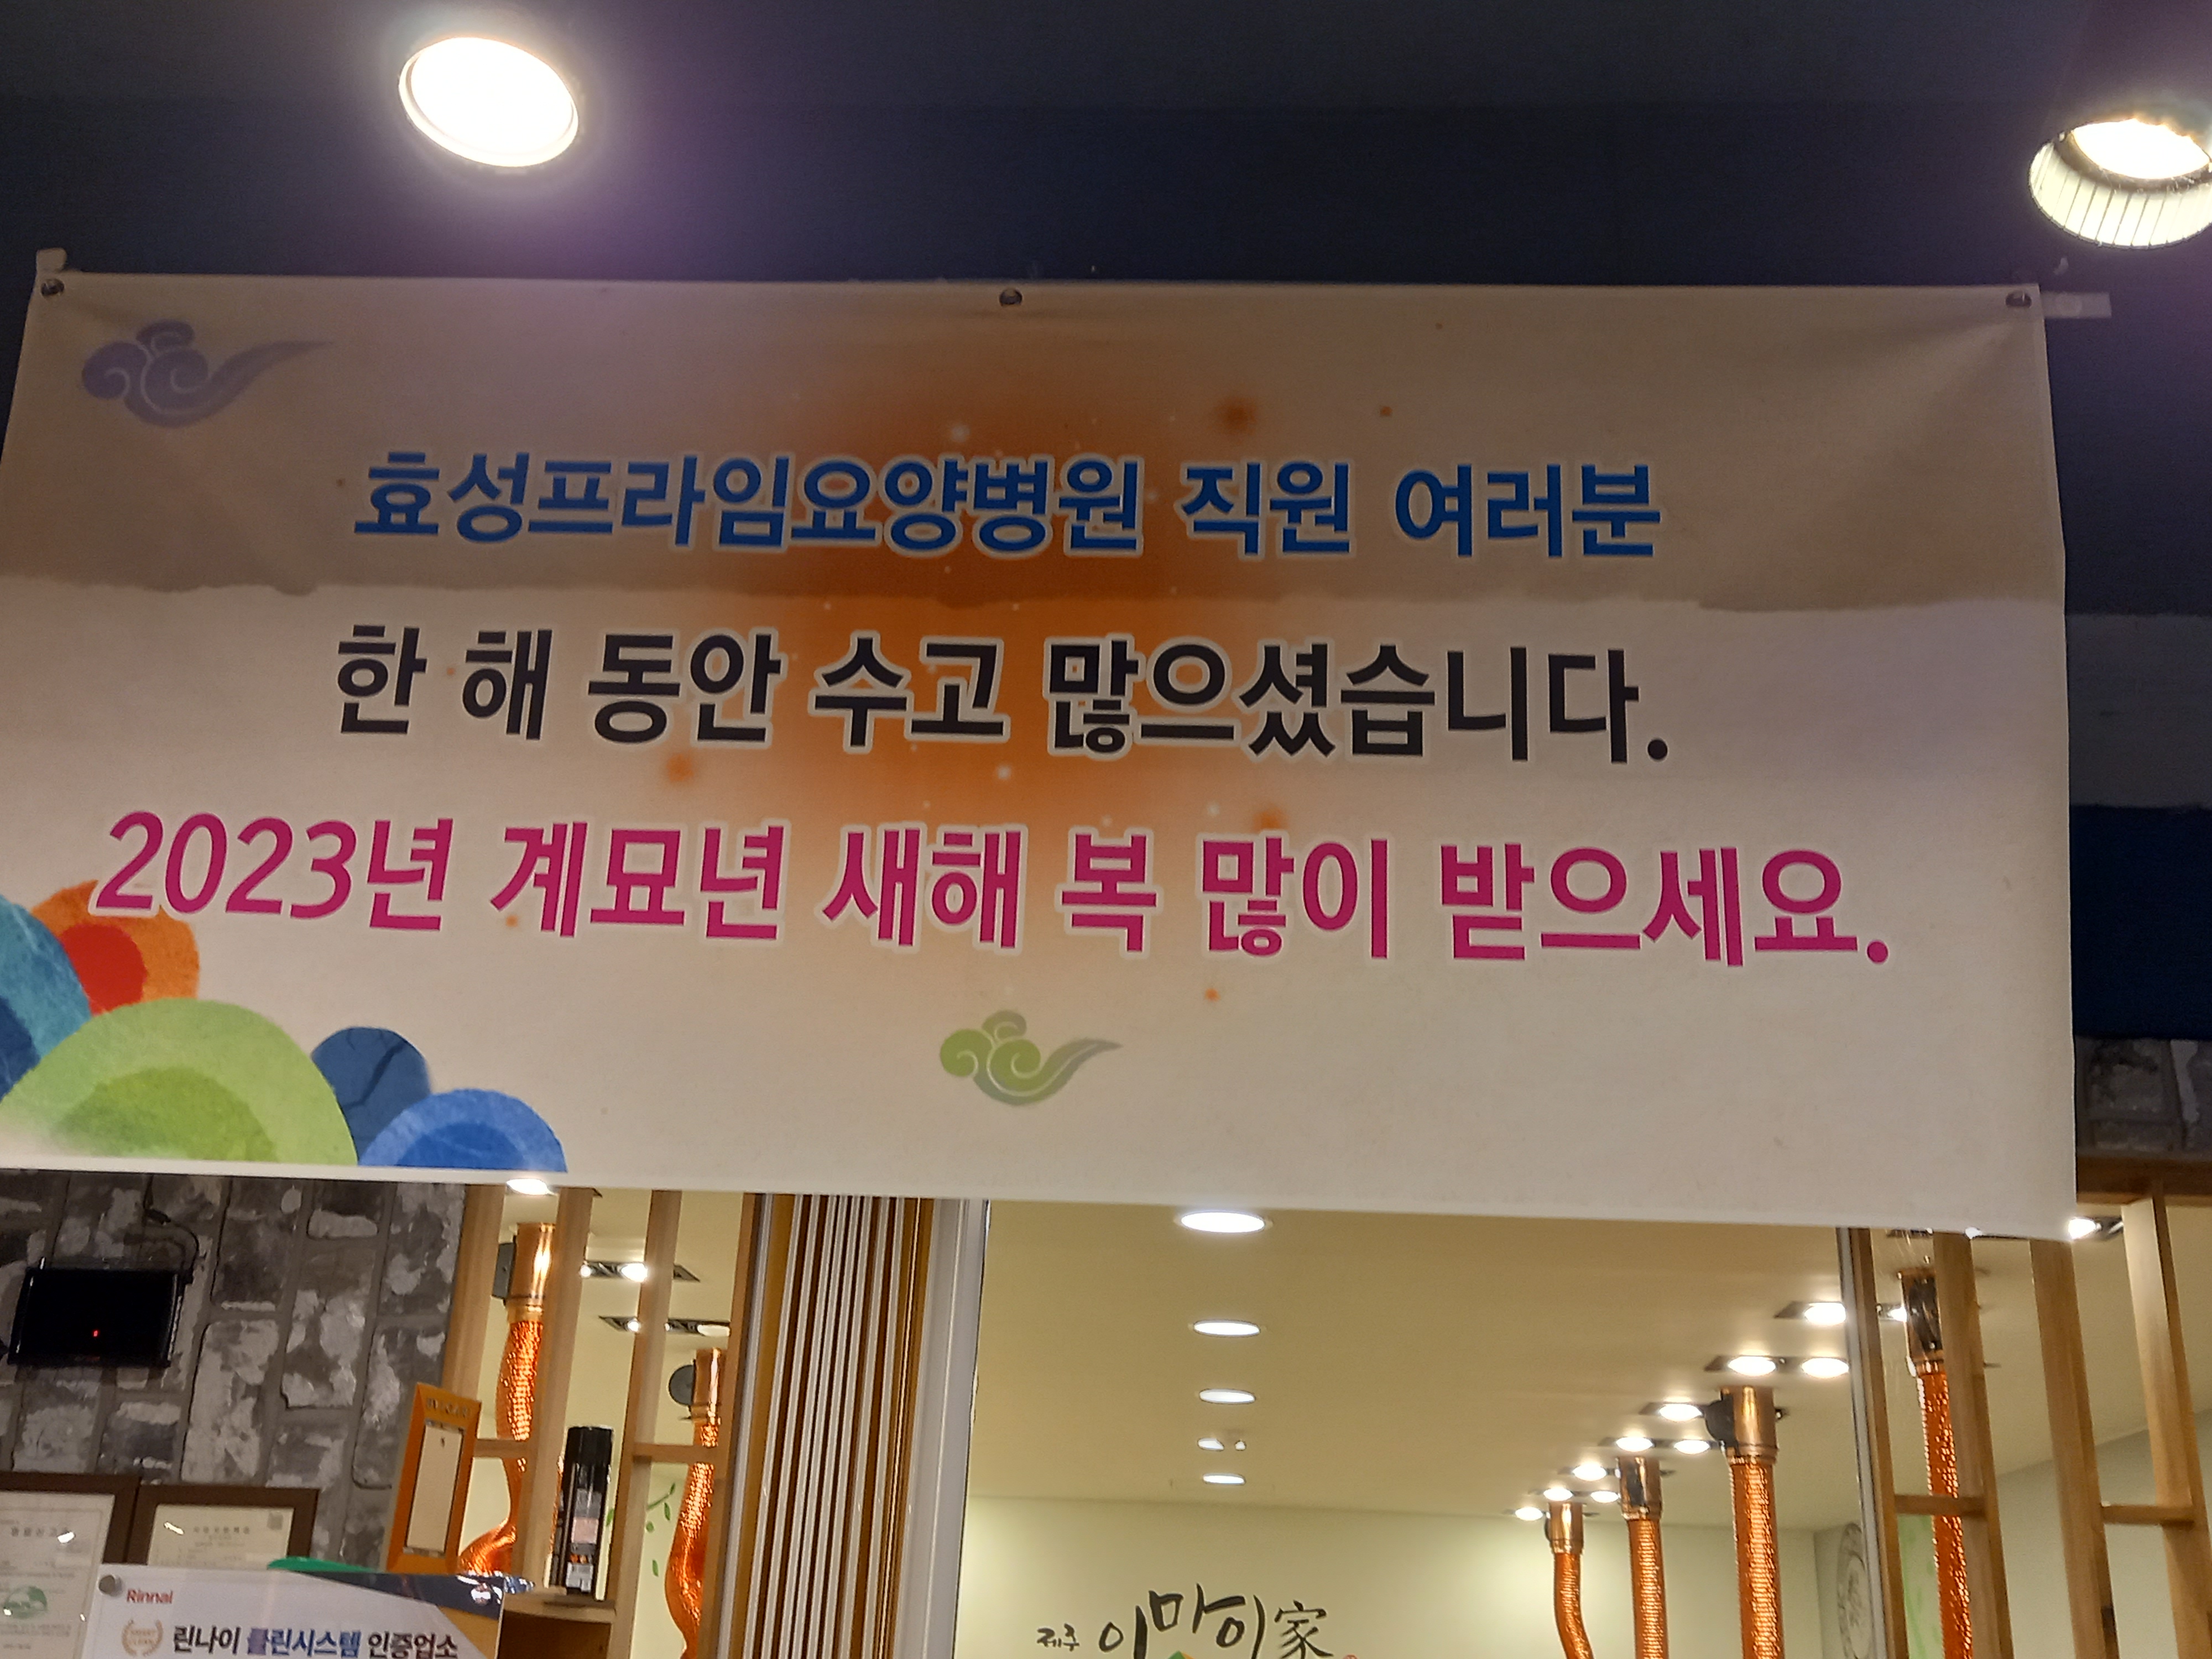 효성프라임요양병원 직원 여러분
한 해 동안 수고 많으셨습니다.
2023년 계묘년 새해 복 많이 받으세요.
Rinnai
린나이 클린시스템 인증업소
제주 이마이家